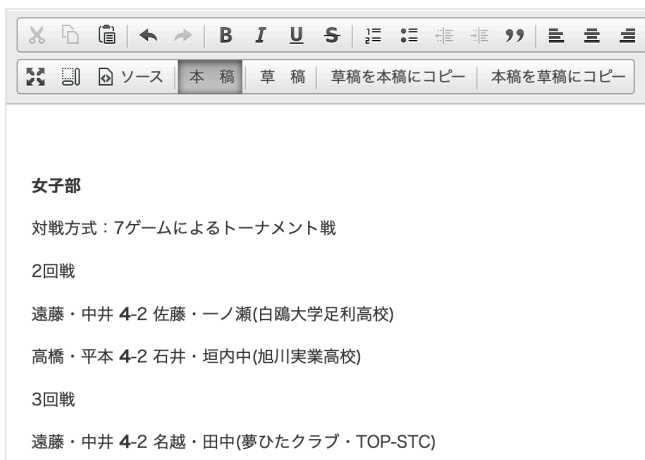 ソース
本 稿
草 稿
草稿を本稿にコピー
本稿を草稿にコピー
女子部
対戦方式：7ゲームによるトーナメント戦
2回戦
遠藤・中井 4-2 佐藤・一ノ瀬(白鴎大学足利高校)
高橋・平本 4-2 石井・垣内中(旭川実業高校)
3回戦
遠藤・中井 4-2 名越・田中(夢ひたクラブ・TOP-STC)